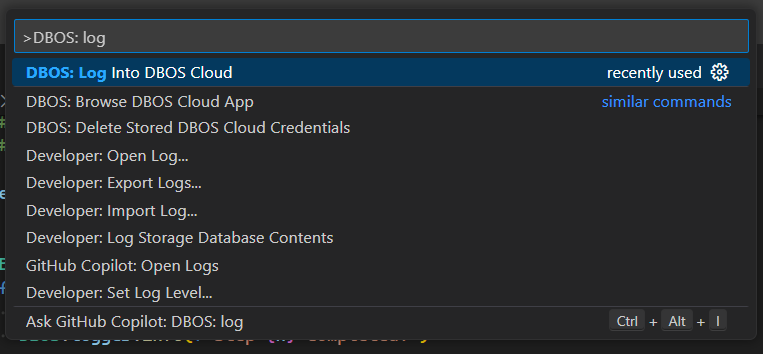 >DBOS: log
DBOS: Log Into DBOS Cloud recently used
DBOS: Browse DBOS Cloud App similar commands
DBOS: Delete Stored DBOS Cloud Credentials
Developer: Open Log...
Developer: Export Logs...
Developer: Import Log...
Developer: Log Storage Database Contents
GitHub Copilot: Open Logs
Developer: Set Log Level...
Ask GitHub Copilot: DBOS: log Ctrl + Alt + I